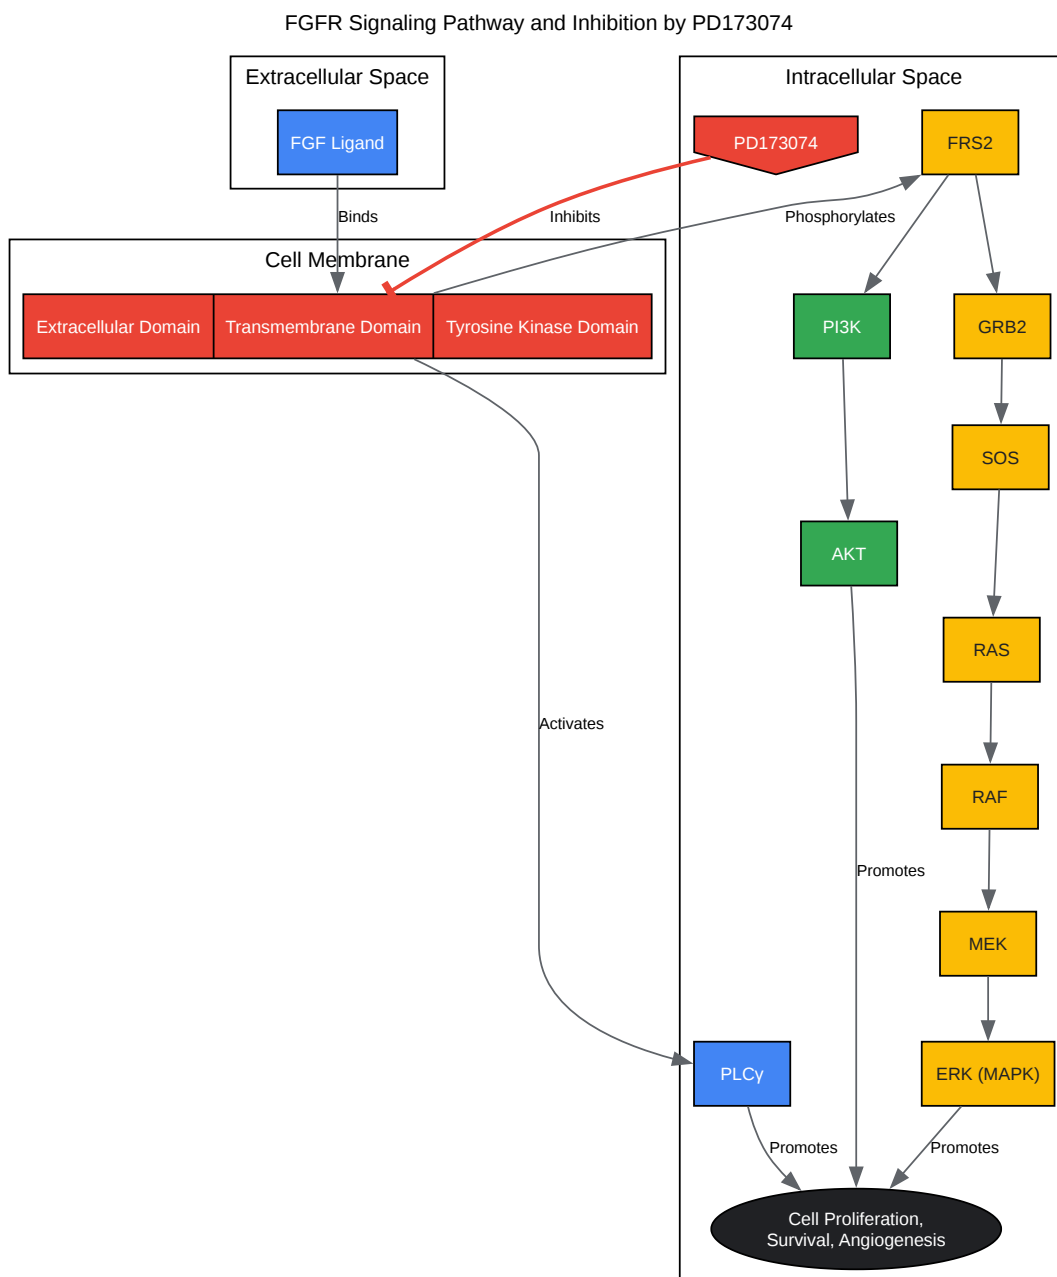 FGFR Signaling Pathway and Inhibition by PD173074
Extracellular Space
Intracellular Space
FGF Ligand
PD173074
FRS2
Binds
Inhibits
Phosphorylates
Cell Membrane
Extracellular Domain
Transmembrane Domain
Tyrosine Kinase Domain
PI3K
GRB2
SOS
AKT
RAS
Activates
RAF
Promotes
MEK
PLCγ
ERK (MAPK)
Promotes
Promotes
Cell Proliferation,
Survival, Angiogenesis